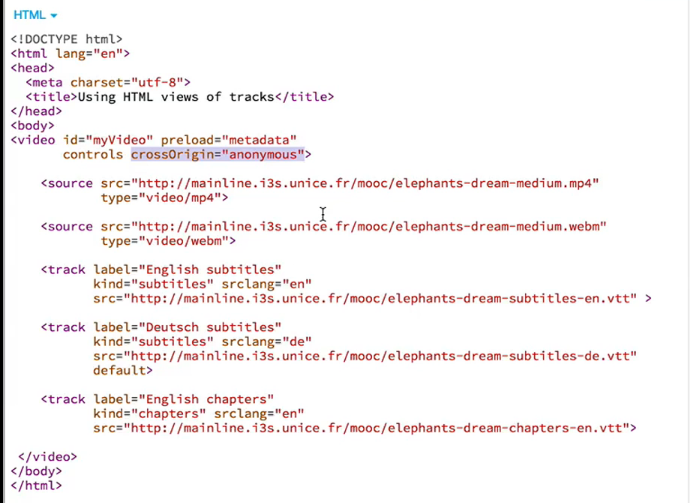 HTML
<!DOCTYPE html>
<html lang="en">
<head>
<meta charset="utf-8">
<title>Using HTML views of tracks</title>
</head>
<body>
<video id="myVideo" preload="metadata"
controls crossOrigin="anonymous">
<source src="http://mainline.i3s.unice.fr/mooc/elephants-dream-medium.mp4"
type="video/mp4">
<source src="http://mainline.i3s.unice.fr/mooc/elephants-dream-medium.webm"
type="video/webm">
<track label="English subtitles"
kind="subtitles" srclang="en"
src="http://mainline.i3s.unice.fr/mooc/elephants-dream-subtitles-en.vtt" >
<track label="Deutsch subtitles"
kind="subtitles" srclang="de"
src="http://mainline.i3s.unice.fr/mooc/elephants-dream-subtitles-de.vtt"
default>
<track label="English chapters"
kind="chapters" srclang="en"
src="http://mainline.i3s.unice.fr/mooc/elephants-dream-chapters-en.vtt">
</video>
</body>
</html>